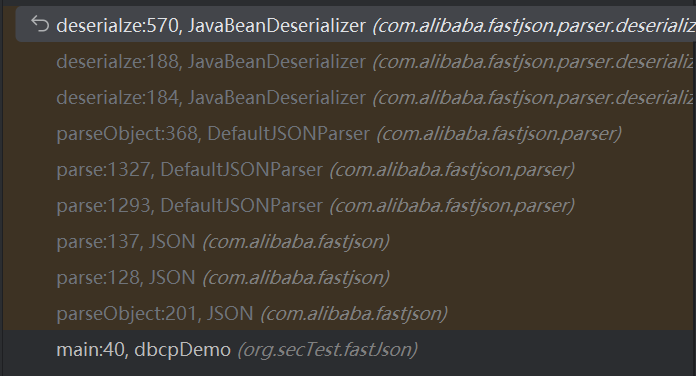 deserialze:570, JavaBeanDeserializer (com.alibaba.fastjson.parser.deserializ
deserialze:188, JavaBeanDeserializer (com.alibaba.fastjson.parser.deserializ
deserialze:184, JavaBeanDeserializer (com.alibaba.fastjson.parser.deserializ
parseObject:368, DefaultJSONParser (com.alibaba.fastjson.parser)
parse:1327, DefaultJSONParser (com.alibaba.fastjson.parser)
parse:1293, DefaultJSONParser (com.alibaba.fastjson.parser)
parse:137, JSON (com.alibaba.fastjson)
parse:128, JSON (com.alibaba.fastjson)
parseObject:201, JSON (com.alibaba.fastjson)
main:40, dbcpDemo (org.secTest.fastJson)